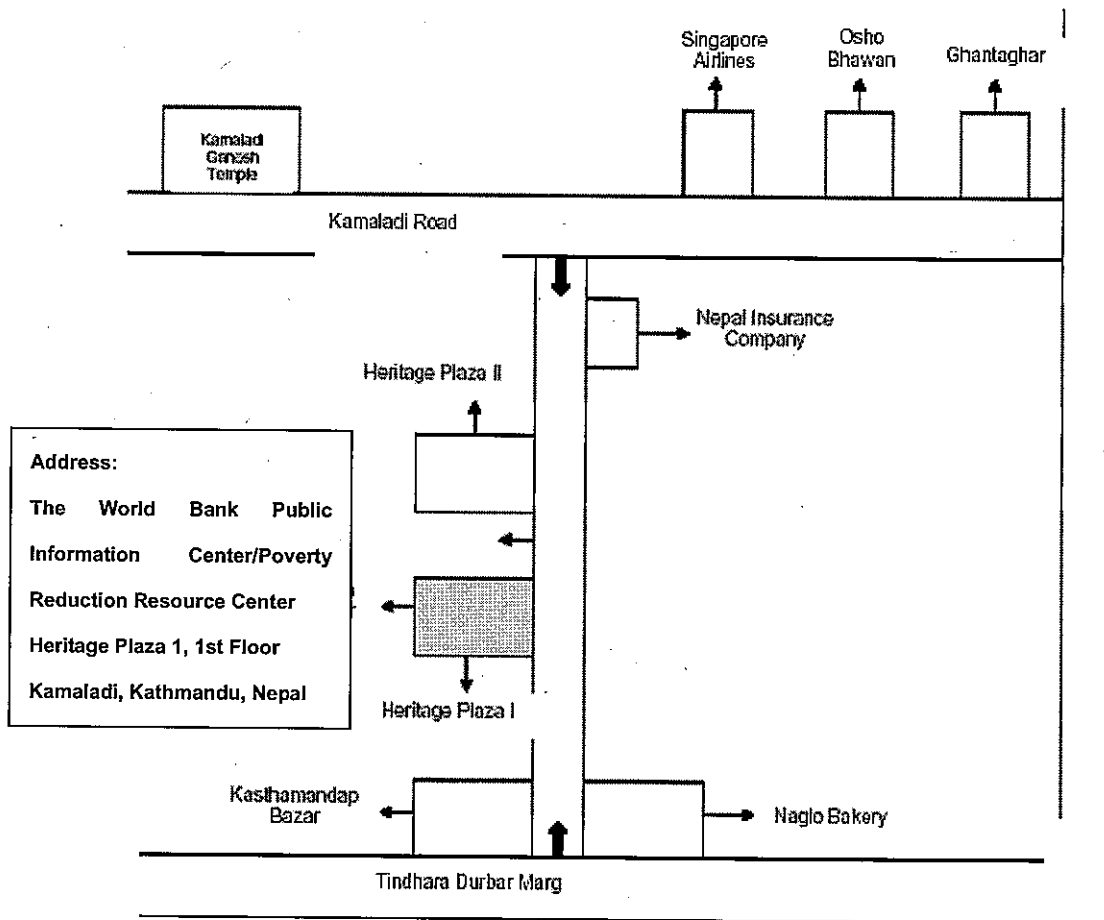 Singapore
Airlines
Osho
Bhawan
Ghantaghar
Kamaladi
Ganesh
Temple
Kamaladi Road
Nepal Insurance
Company
Heritage Plaza II
Address:
The World Bank Public
Information Center/Poverty
Reduction Resource Center
Heritage Plaza 1, 1st Floor
Kamaladi, Kathmandu, Nepal
Heritage Plaza I
Kasthamandap
Bazar
Naglo Bakery
Tindhara Durbar Marg